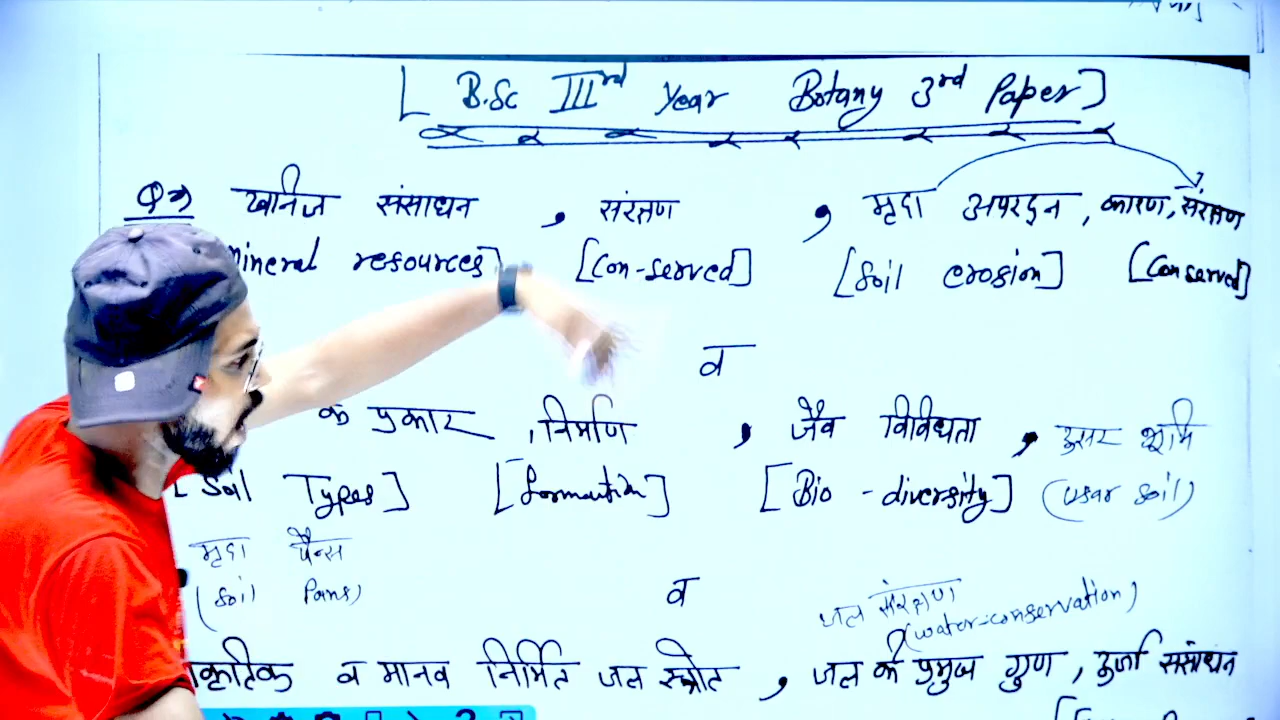 [ B.Sc IIIrd Year Botany 3rd Paper]
Q⇒ खनिज संसाधन , संरक्षण , मृदा अपरदन , कारण, संरक्षण
mineral resources] [Con-served] [Soil erosion] [Conserved]
व
के प्रकार , निर्माण , जैव विविधता , ऊसर भूमि
[Soil Types] [formation] [Bio-diversity] (usar soil)
मृदा पैन्स
(Soil Pans)
व
जल संरक्षण
(water-conservation)
कृतिक व मानव निर्मित जल स्त्रोत , जल के प्रमुख गुण , ऊर्जा संसाधन